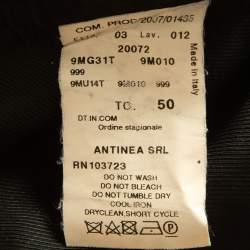 COM. PROD/2007/01435
03 Lav. 012
20072
9MG31T 9M010
999
9MU14T 9M010 999
TG. 50
DT.IN.COM
Ordine stagionale
Made in Italy
ANTINEA SRL
RN103723
DO NOT WASH
DO NOT BLEACH
DO NOT TUMBLE DRY
COOL IRON
DRYCLEAN,SHORT CYCLE